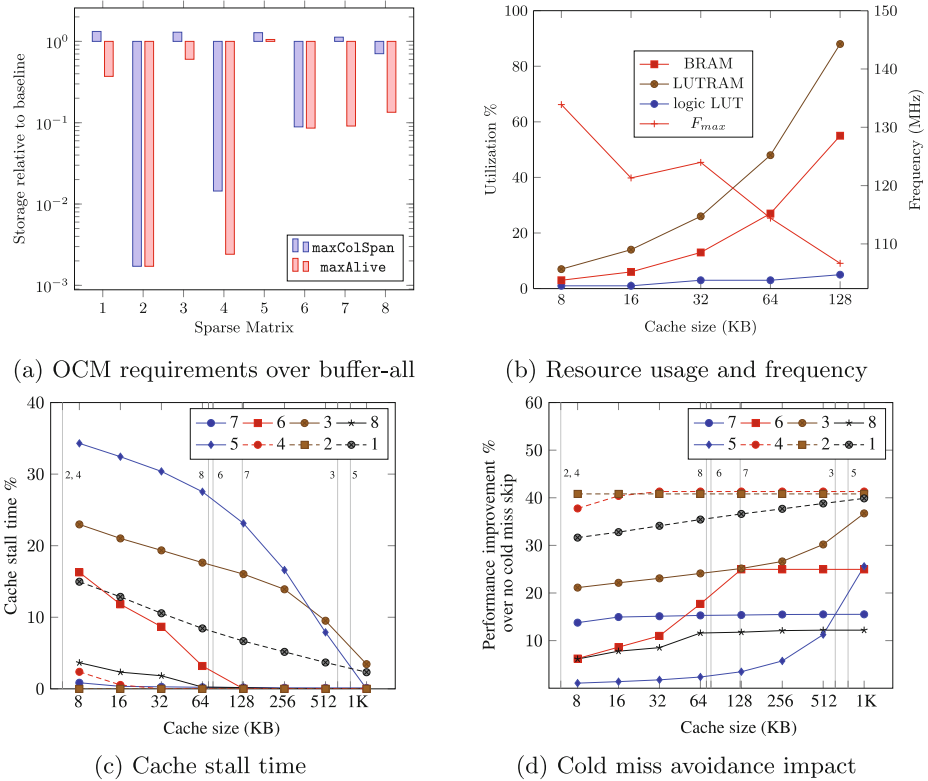 10^0
10^−1
10^−2
10^−3
Storage relative to baseline
maxColSpan
maxAlive
1 2 3 4 5 6 7 8
Sparse Matrix
(a) OCM requirements over buffer-all
100
80
60
40
20
0
Utilization %
BRAM
LUTRAM
logic LUT
F_max
150
140
130
120
110
Frequency (MHz)
8 16 32 64 128
Cache size (KB)
(b) Resource usage and frequency
40
30
20
10
0
Cache stall time %
7 6 3 8
5 4 2 1
2, 4 8 6 7 3 5
8 16 32 64 128 256 512 1K
Cache size (KB)
(c) Cache stall time
60
50
40
30
20
10
Performance improvement %
over no cold miss skip
7 6 3 8
5 4 2 1
2, 4 8 6 7 3 5
8 16 32 64 128 256 512 1K
Cache size (KB)
(d) Cold miss avoidance impact